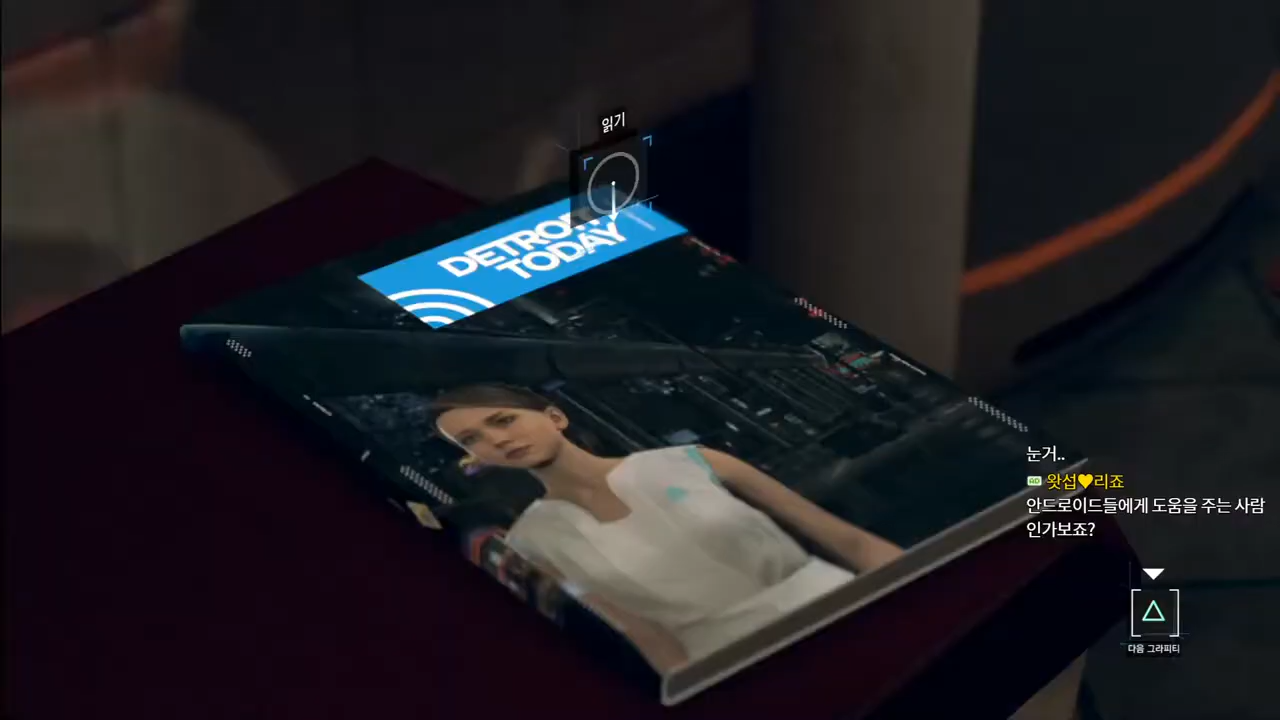 읽기
DETROIT
TODAY
눈거..
왓섭♥리죠
안드로이드들에게 도움을 주는 사람
인가보죠?
다음 그라피티